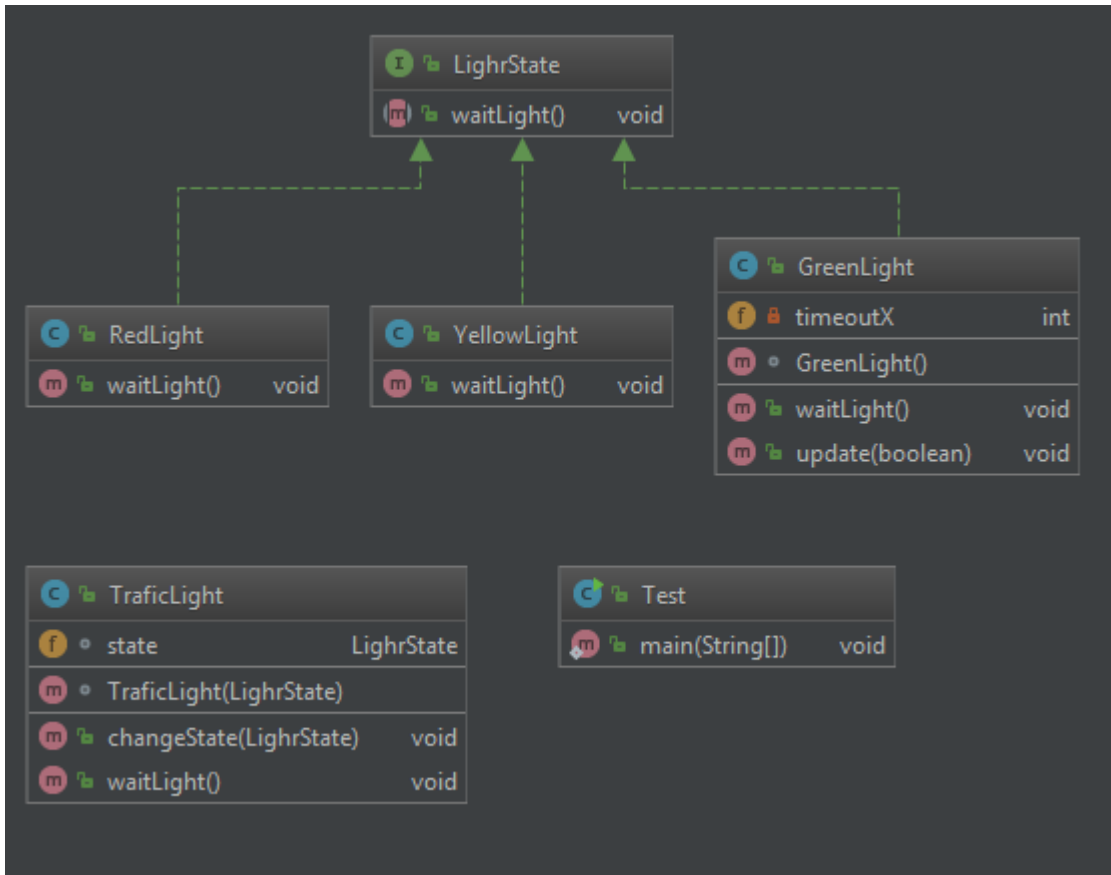 LighrState
waitLight() void
GreenLight
timeoutX int
GreenLight()
waitLight() void
update(boolean) void
RedLight
waitLight() void
YellowLight
waitLight() void
TraficLight
state LighrState
TraficLight(LighrState)
changeState(LighrState) void
waitLight() void
Test
main(String[]) void